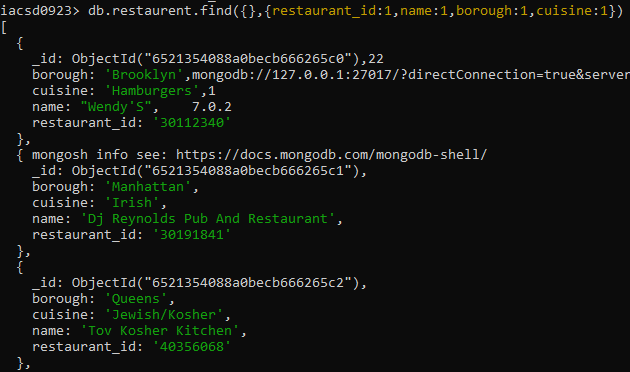 iacsd0923> db.restaurent.find({},{restaurant_id:1,name:1,borough:1,cuisine:1})
[
{
_id: ObjectId("6521354088a0becb666265c0"),22
borough: 'Brooklyn',mongodb://127.0.0.1:27017/?directConnection=true&server
cuisine: 'Hamburgers',1
name: "Wendy'S",    7.0.2
restaurant_id: '30112340'
},
{ mongosh info see: https://docs.mongodb.com/mongodb-shell/
_id: ObjectId("6521354088a0becb666265c1"),
borough: 'Manhattan',
cuisine: 'Irish',
name: 'Dj Reynolds Pub And Restaurant',
restaurant_id: '30191841'
},
{
_id: ObjectId("6521354088a0becb666265c2"),
borough: 'Queens',
cuisine: 'Jewish/Kosher',
name: 'Tov Kosher Kitchen',
restaurant_id: '40356068'
},